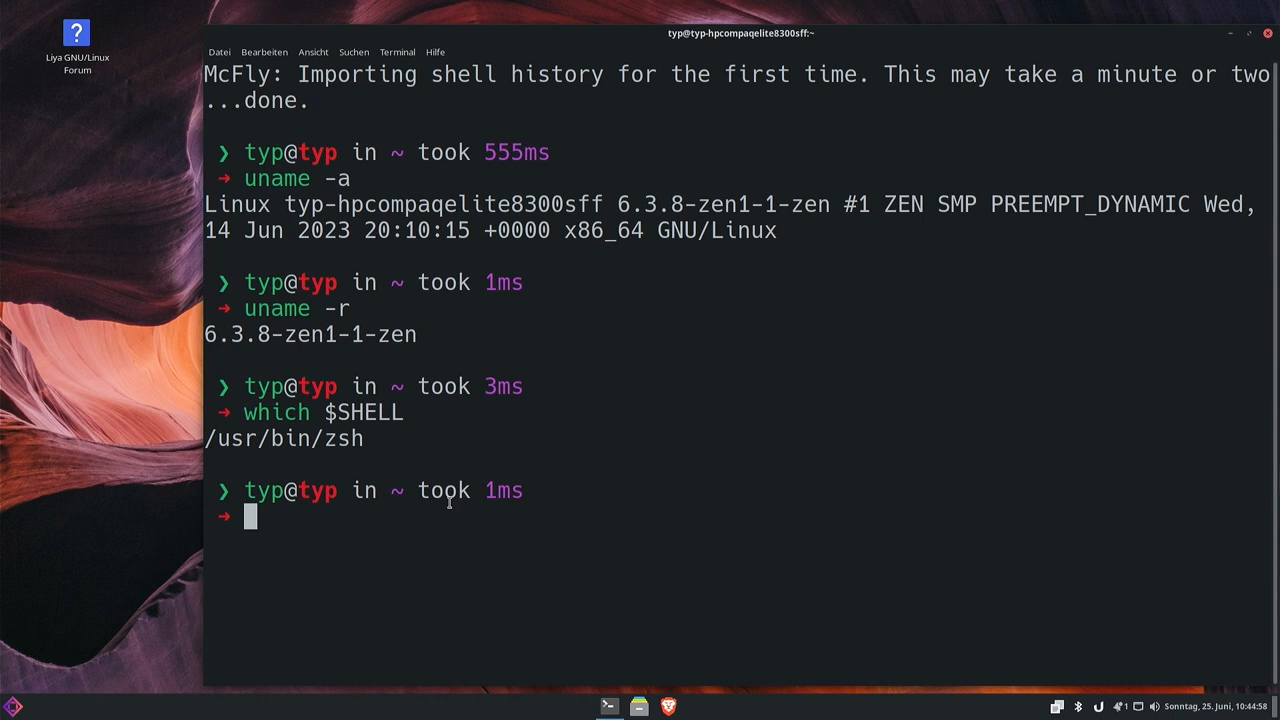 Liya GNU/Linux
Forum
typ@typ-hpcompaqelite8300sff:~
Datei Bearbeiten Ansicht Suchen Terminal Hilfe
McFly: Importing shell history for the first time. This may take a minute or two
...done.
❯ typ@typ in ~ took 555ms
➜ uname -a
Linux typ-hpcompaqelite8300sff 6.3.8-zen1-1-zen #1 ZEN SMP PREEMPT_DYNAMIC Wed,
14 Jun 2023 20:10:15 +0000 x86_64 GNU/Linux
❯ typ@typ in ~ took 1ms
➜ uname -r
6.3.8-zen1-1-zen
❯ typ@typ in ~ took 3ms
➜ which $SHELL
/usr/bin/zsh
❯ typ@typ in ~ took 1ms
➜
1 Sonntag, 25. Juni, 10:44:58